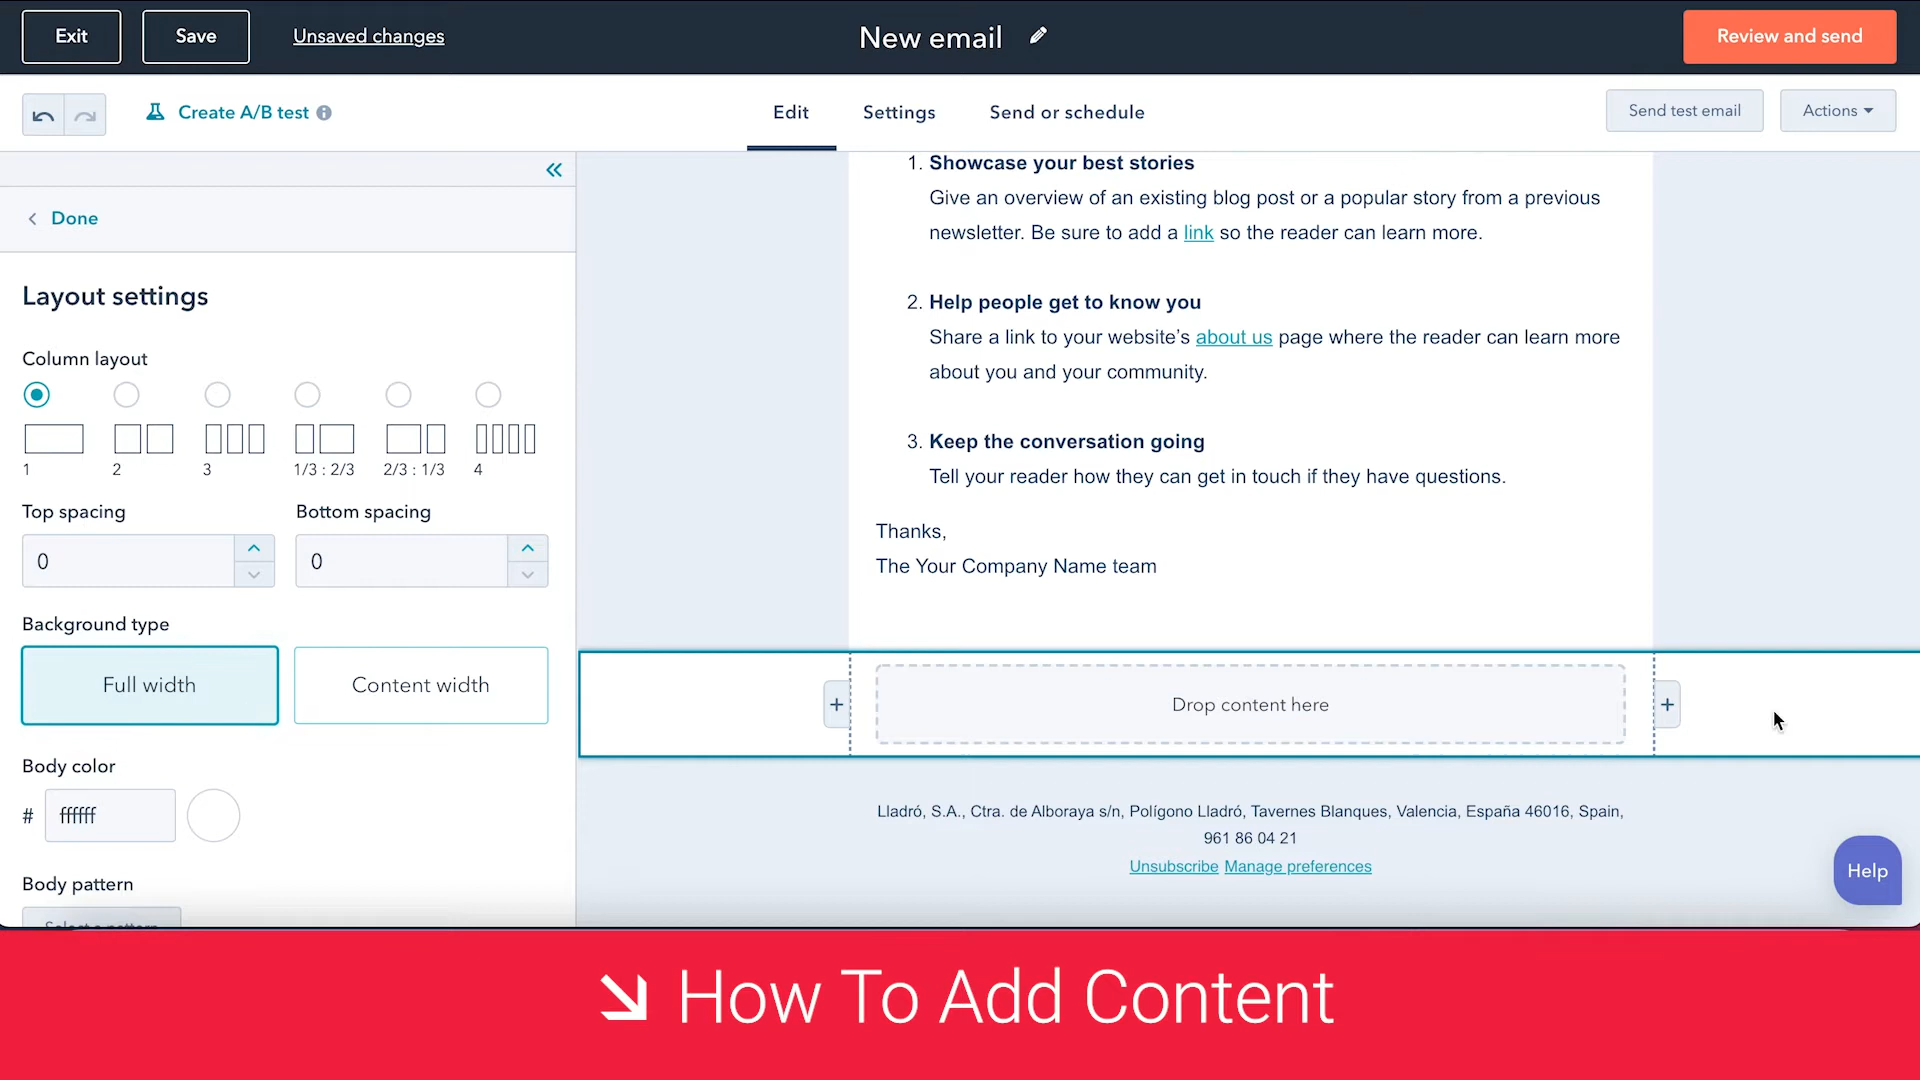 Exit
Save
Unsaved changes
New email
Review and send
Create A/B test
Edit
Settings
Send or schedule
Send test email
Actions
Done
Layout settings
Column layout
1
2
3
1/3 : 2/3
2/3 : 1/3
4
Top spacing
Bottom spacing
0
0
Background type
Full width
Content width
Body color
# ffffff
Body pattern
Select a pattern
1. Showcase your best stories
Give an overview of an existing blog post or a popular story from a previous
newsletter. Be sure to add a link so the reader can learn more.
2. Help people get to know you
Share a link to your website’s about us page where the reader can learn more
about you and your community.
3. Keep the conversation going
Tell your reader how they can get in touch if they have questions.
Thanks,
The Your Company Name team
+
Drop content here
+
Lladró, S.A., Ctra. de Alboraya s/n, Polígono Lladró, Tavernes Blanques, Valencia, España 46016, Spain,
961 86 04 21
Unsubscribe Manage preferences
Help
How To Add Content